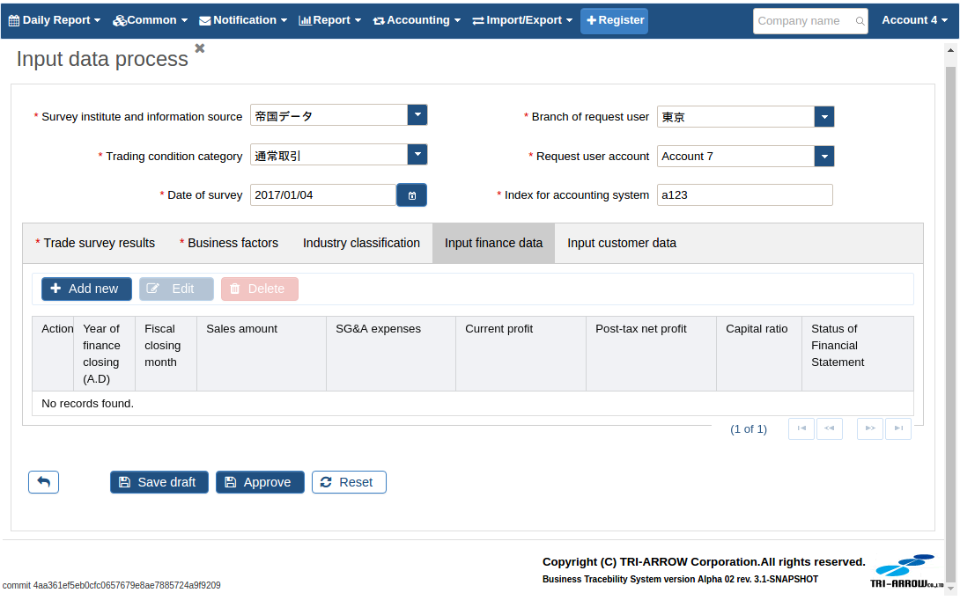 Daily Report Common Notification Report Accounting Import/Export + Register Company name Account 4
Input data process ×
* Survey institute and information source 帝国データ * Branch of request user 東京
* Trading condition category 通常取引 * Request user account Account 7
* Date of survey 2017/01/04 * Index for accounting system a123
* Trade survey results * Business factors Industry classification Input finance data Input customer data
+ Add new Edit Delete
Action Year of Fiscal Sales amount SG&A expenses Current profit Post-tax net profit Capital ratio Status of
finance closing Financial
closing month Statement
(A.D)
No records found.
(1 of 1)
Save draft Approve Reset
Copyright (C) TRI-ARROW Corporation.All rights reserved.
Business Tracebility System version Alpha 02 rev. 3.1-SNAPSHOT
TRI-ARROW Co.,LTD
commit 4aa361ef5eb0cfc0657679e8ae7885724a9f9209